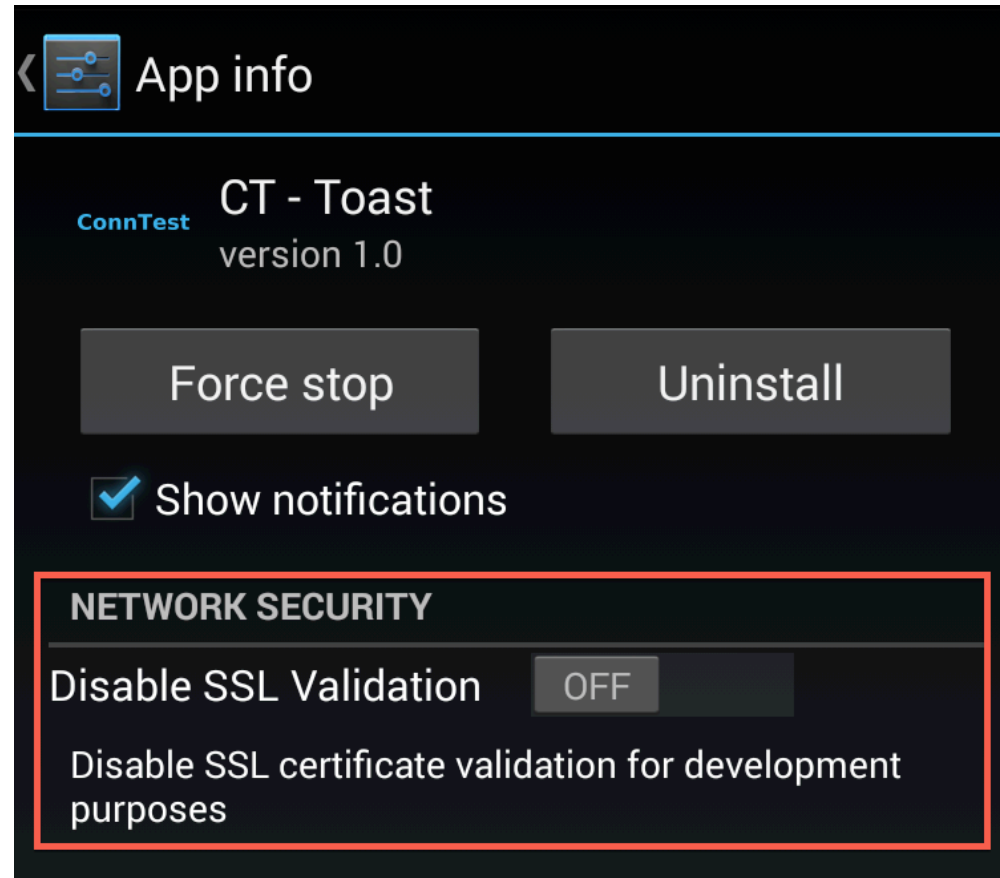 App info
ConnTest
CT - Toast
version 1.0
Force stop
Uninstall
Show notifications
NETWORK SECURITY
Disable SSL Validation
OFF
Disable SSL certificate validation for development
purposes